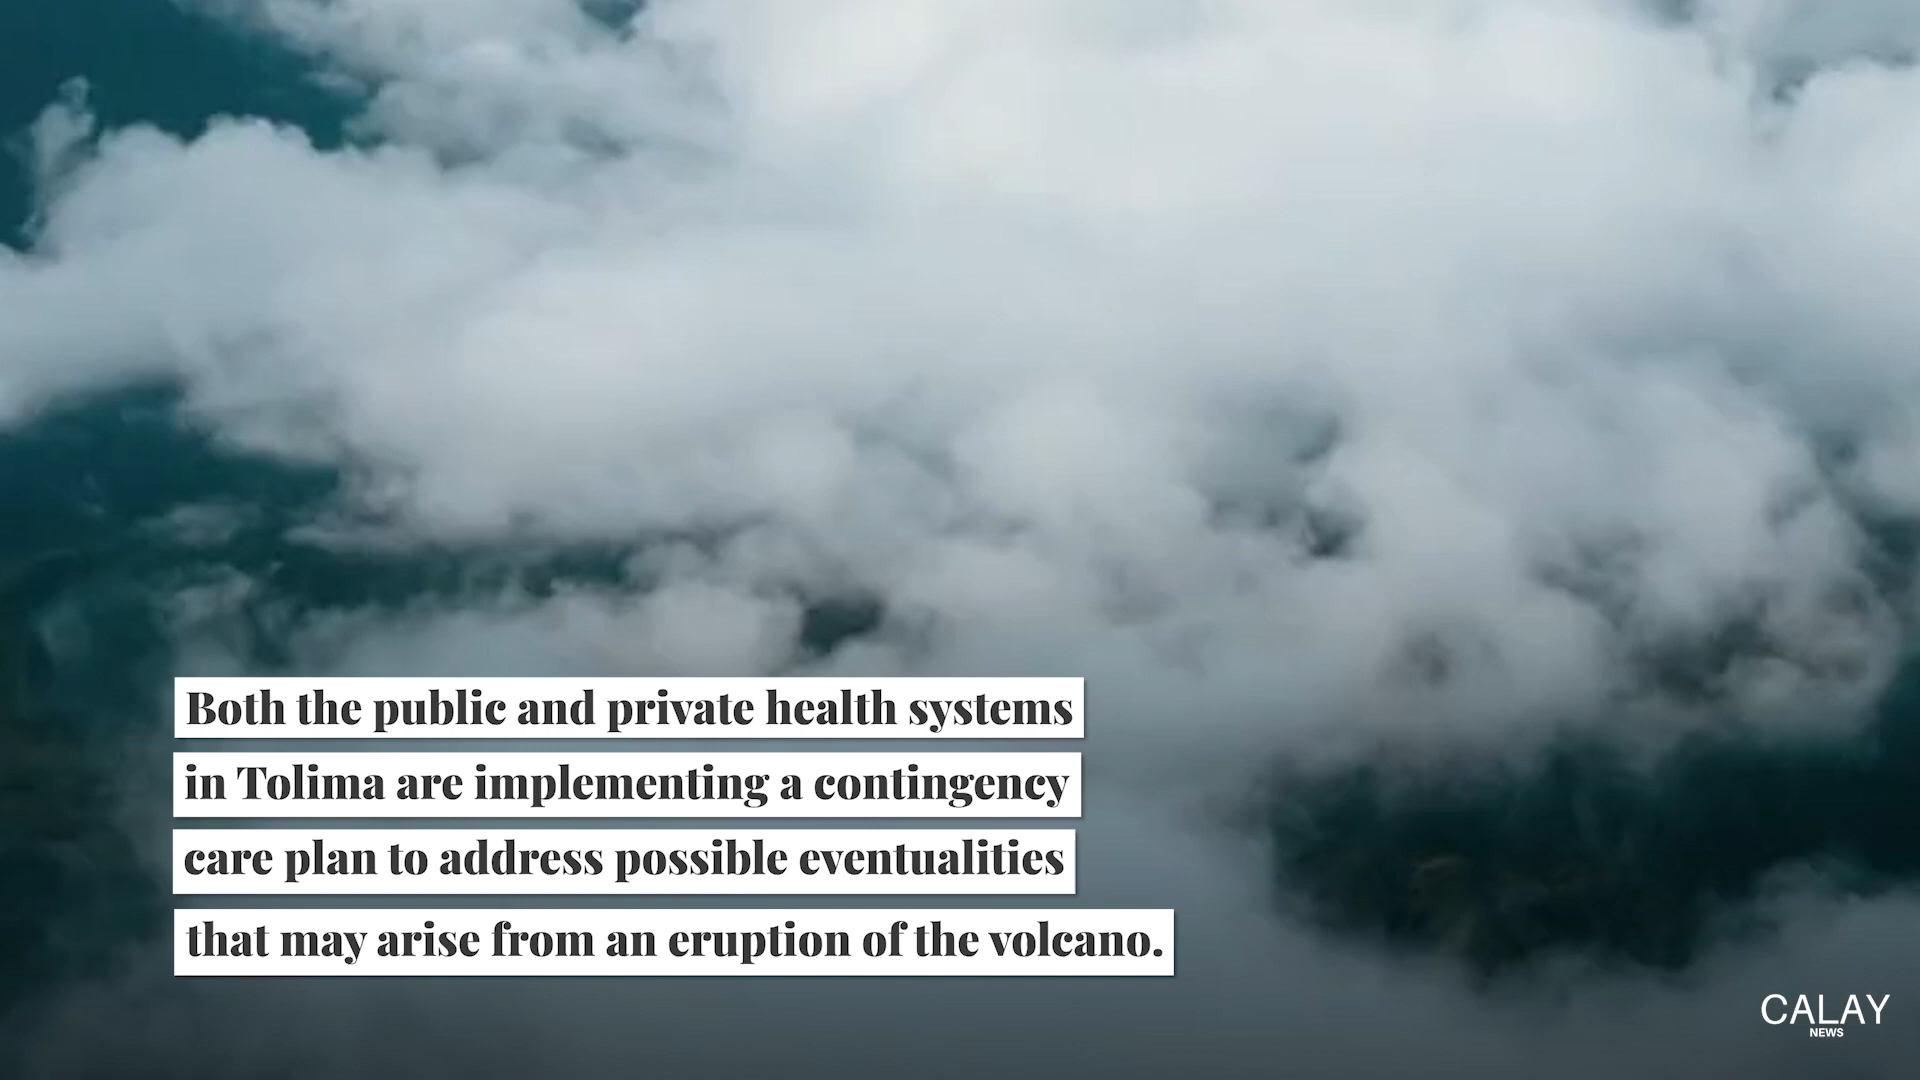 Both the public and private health systems
in Tolima are implementing a contingency
care plan to address possible eventualities
that may arise from an eruption of the volcano.
CALAY
NEWS